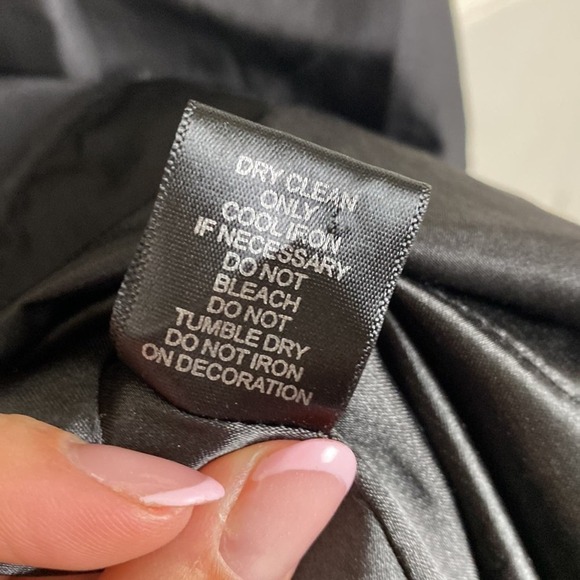 DRY CLEAN
ONLY
COOL IRON
IF NECESSARY
DO NOT
BLEACH
DO NOT
TUMBLE DRY
DO NOT IRON
ON DECORATION